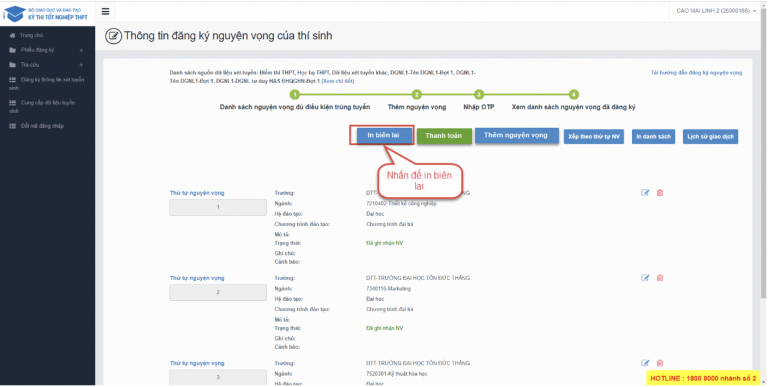 BỘ GIÁO DỤC VÀ ĐÀO TẠO
KỲ THI TỐT NGHIỆP THPT
CAO MAI LINH 2 (26000188)
Trang chủ
Phiếu đăng ký +
Tra cứu +
Đăng ký thông tin xét tuyển sinh
Cung cấp dữ liệu tuyển sinh
Đổi mã đăng nhập
Thông tin đăng ký nguyện vọng của thí sinh
Danh sách nguồn dữ liệu xét tuyển: Điểm thi THPT, Học bạ THPT, Dữ liệu xét tuyển khác, DGNL1-Tên DGNL1-Đợt 1, DGNL1-
Tên DGNL1-Đợt 1, DGNL1-DGNL tư duy HAS ĐHQGHN-Đợt 1 (Xem chi tiết)
Tải hướng dẫn đăng ký nguyện vọng
1 2 3 4
Danh sách nguyện vọng đủ điều kiện trúng tuyển Thêm nguyện vọng Nhập OTP Xem danh sách nguyện vọng đã đăng ký
In biên lai Thanh toán Thêm nguyện vọng Xếp theo thứ tự NV In danh sách Lịch sử giao dịch
Nhấn để in biên
lai
Thứ tự nguyện vọng
1
Trường: DTT-TRƯỜNG ĐẠI HỌC TÔN ĐỨC THẮNG
Ngành: 7210402-Thiết kế công nghiệp
Hệ đào tạo: Đại học
Chương trình đào tạo: Chương trình đại trà
Mô tả:
Trạng thái: Đã ghi nhận NV
Ghi chú:
Cảnh báo:
Thứ tự nguyện vọng
2
Trường: DTT-TRƯỜNG ĐẠI HỌC TÔN ĐỨC THẮNG
Ngành: 7340115-Marketing
Hệ đào tạo: Đại học
Chương trình đào tạo: Chương trình đại trà
Mô tả:
Trạng thái: Đã ghi nhận NV
Ghi chú:
Cảnh báo:
Thứ tự nguyện vọng
3
Trường: DTT-TRƯỜNG ĐẠI HỌC TÔN ĐỨC THẮNG
Ngành: 7520301-Kỹ thuật hóa học
Hệ đào tạo: Đại học
HOTLINE : 1800 8000 nhánh số 2